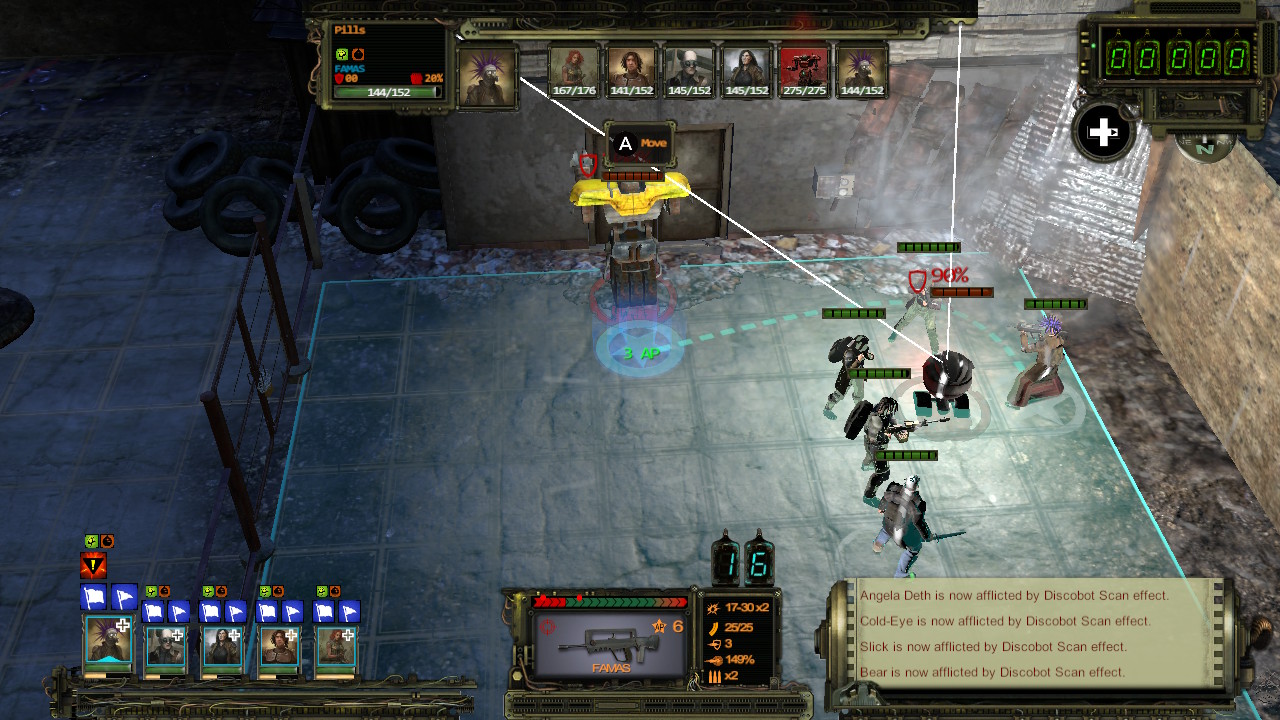 Pills
FAMAS
00
20%
144/152
167/176
141/152
145/152
145/152
275/275
144/152
00000
N
A Move
90%
3 AP
16
17-30 x2
AP 6
25/25
3
149%
FAMAS
x2
Angela Deth is now afflicted by Discobot Scan effect.
Cold-Eye is now afflicted by Discobot Scan effect.
Slick is now afflicted by Discobot Scan effect.
Bear is now afflicted by Discobot Scan effect.